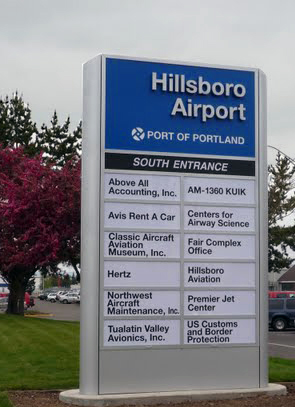 Hillsboro
Airport
PORT OF PORTLAND
SOUTH ENTRANCE
Above All
Accounting, Inc.
AM-1360 KUIK
Avis Rent A Car
Centers for
Airway Science
Classic Aircraft
Aviation
Museum, Inc.
Fair Complex
Office
Hertz
Hillsboro
Aviation
Northwest
Aircraft
Maintenance, Inc.
Premier Jet
Center
Tualatin Valley
Avionics, Inc.
US Customs
and Border
Protection